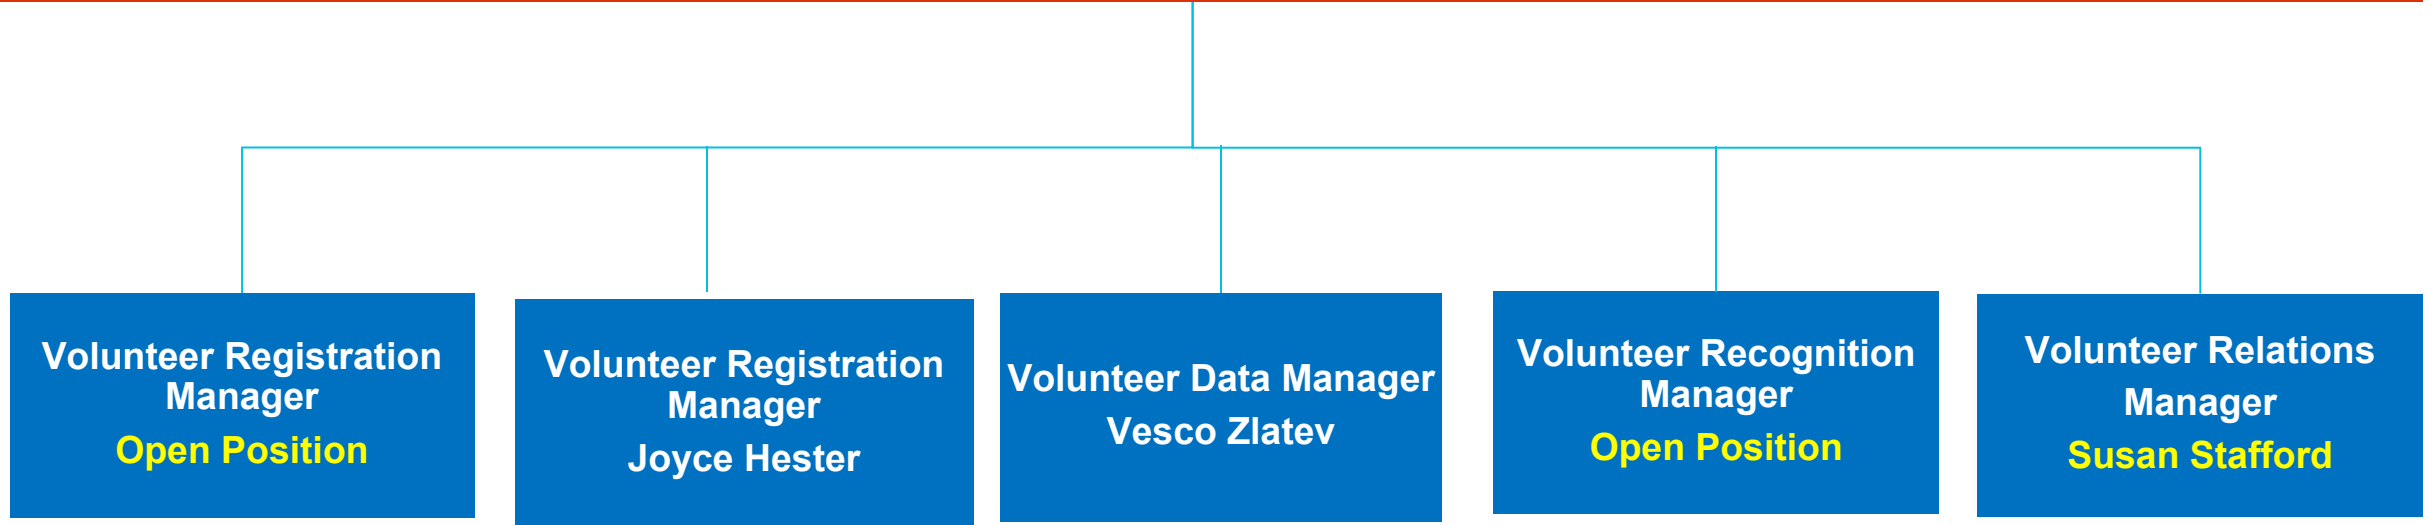 Volunteer Registration
Manager
Open Position
Volunteer Registration
Manager
Joyce Hester
Volunteer Data Manager
Vesco Zlatev
Volunteer Recognition
Manager
Open Position
Volunteer Relations
Manager
Susan Stafford